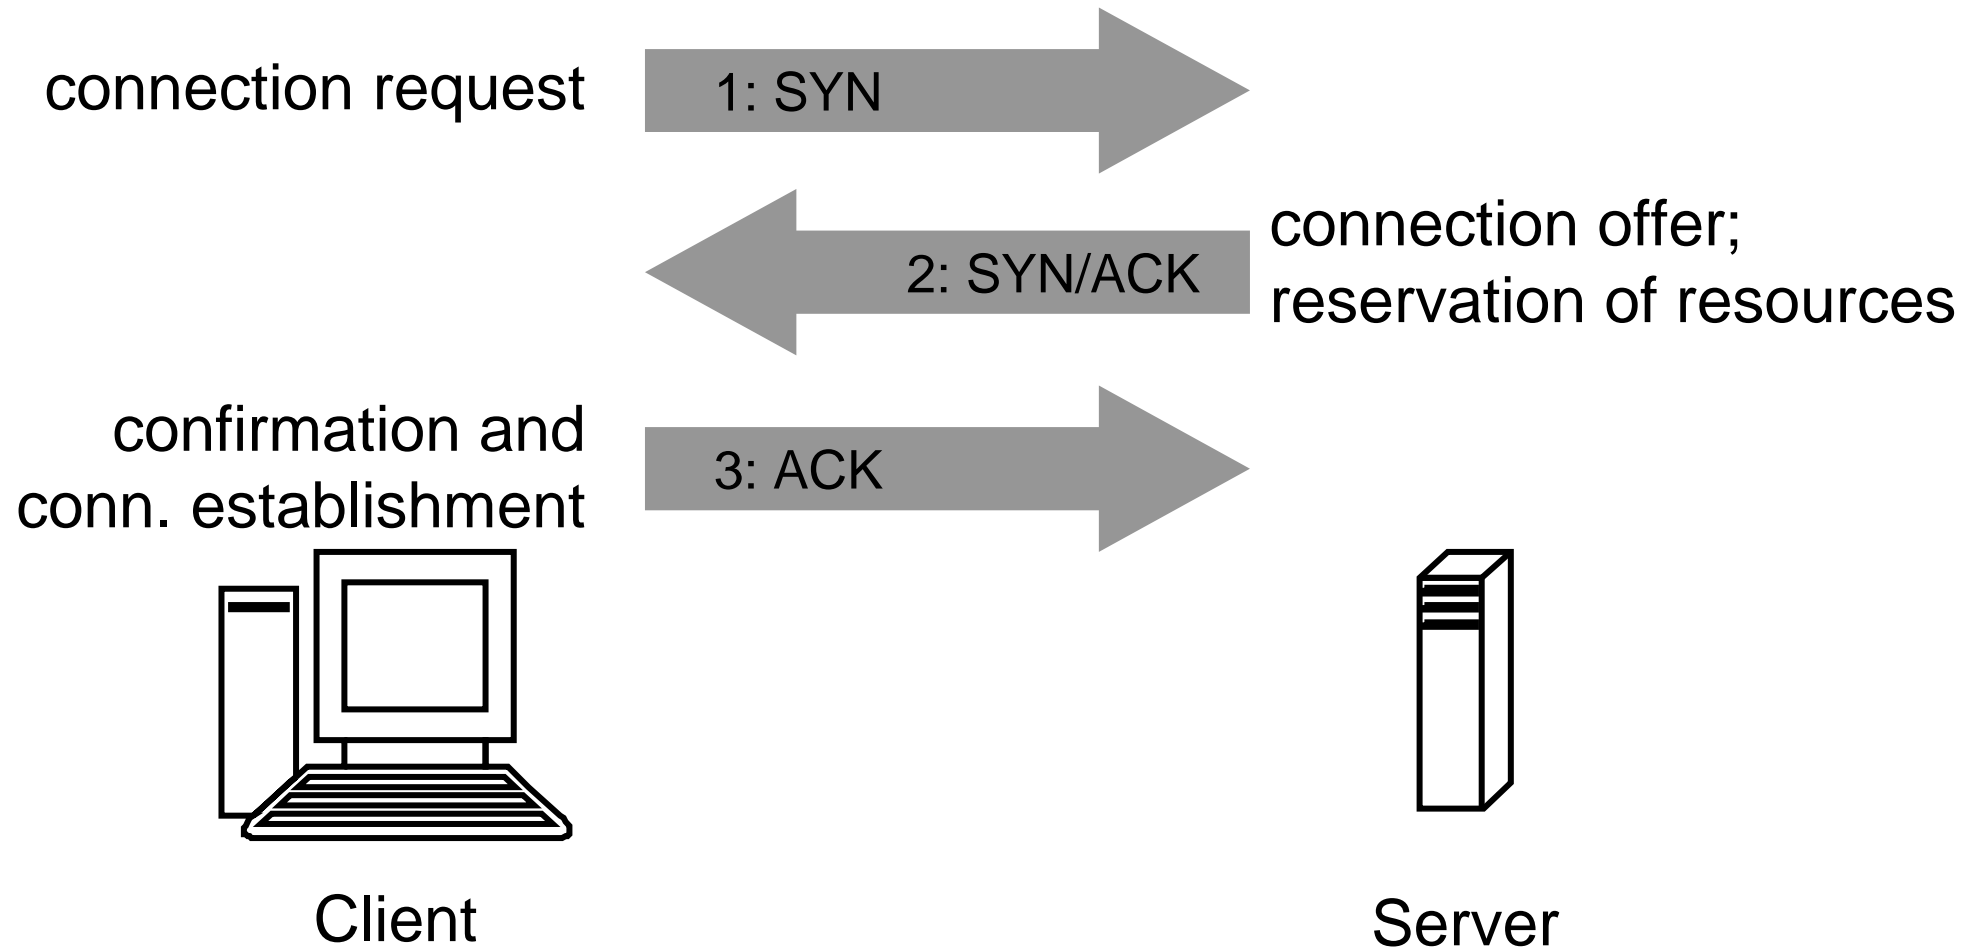 connection request
1: SYN
2: SYN/ACK
connection offer;
reservation of resources
confirmation and
conn. establishment
3: ACK
Client
Server